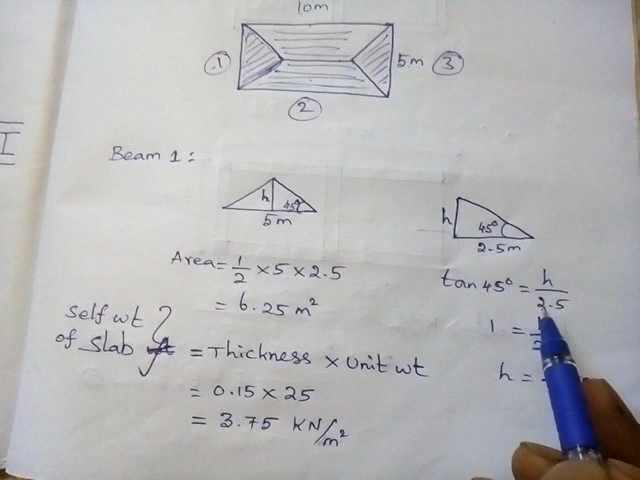 10m
1
5m
3
2
Beam 1:
h
45°
5m
h
45°
2.5m
Area = 1/2 × 5 × 2.5
= 6.25 m²
tan 45° = h/2.5
1 =
h =
Self wt
of slab
= Thickness × Unit wt
= 0.15 × 25
= 3.75 KN/m²